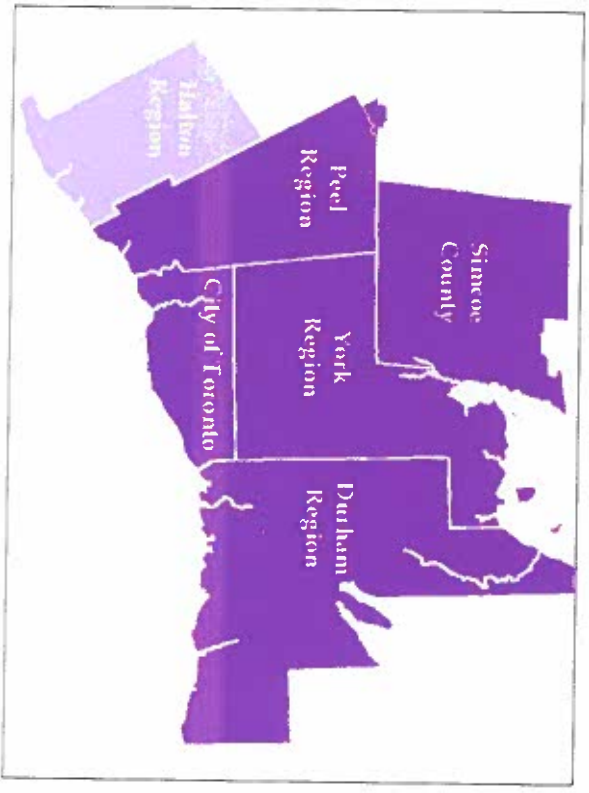 Simcoe
County
Peel
Region
York
Region
Durham
Region
Halton
Region
City of Toronto